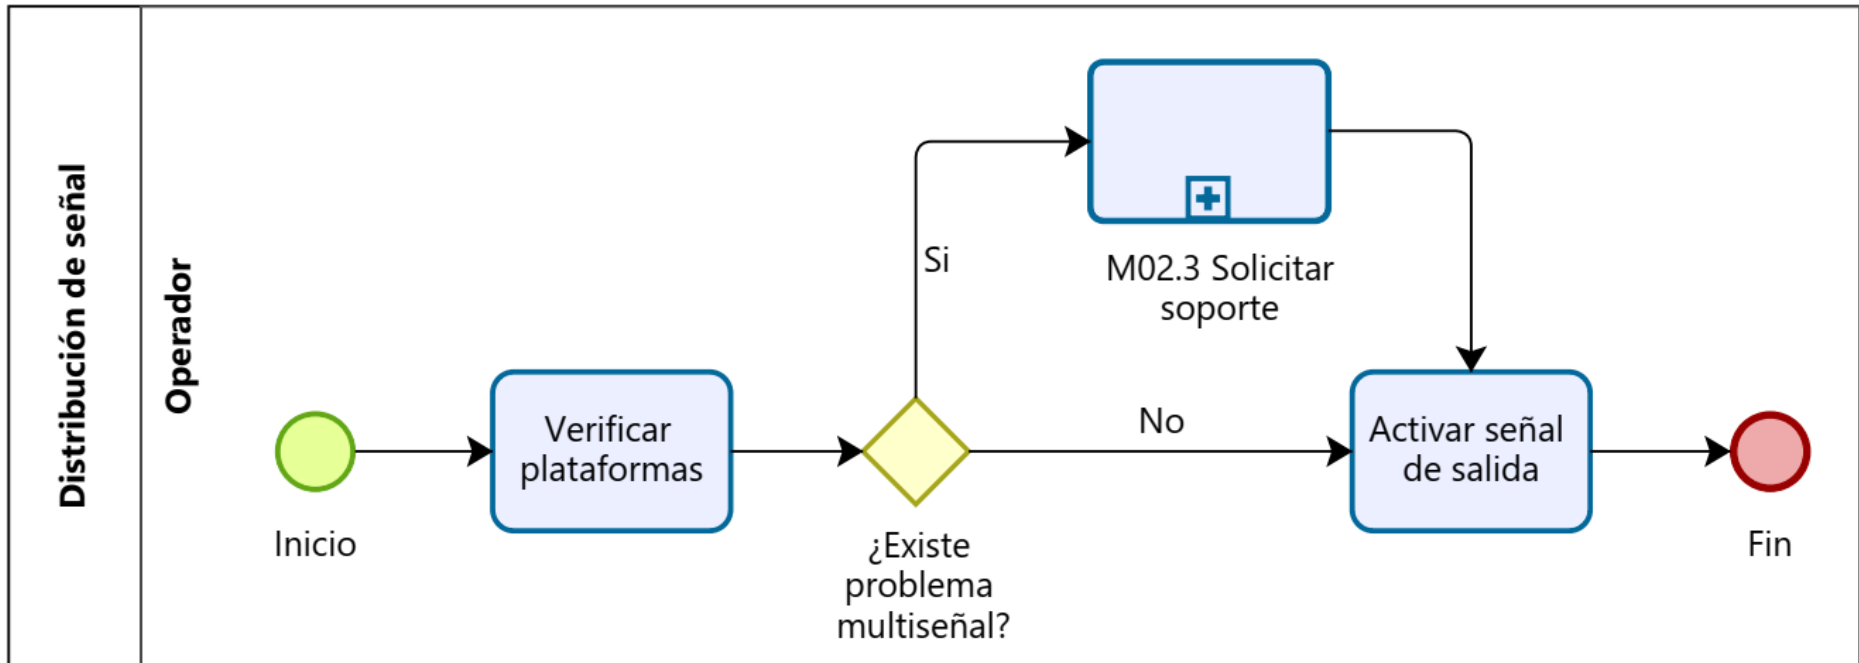 Distribución de señal
Operador
Inicio
Verificar
plataformas
¿Existe
problema
multiseñal?
Si
No
M02.3 Solicitar
soporte
Activar señal
de salida
Fin